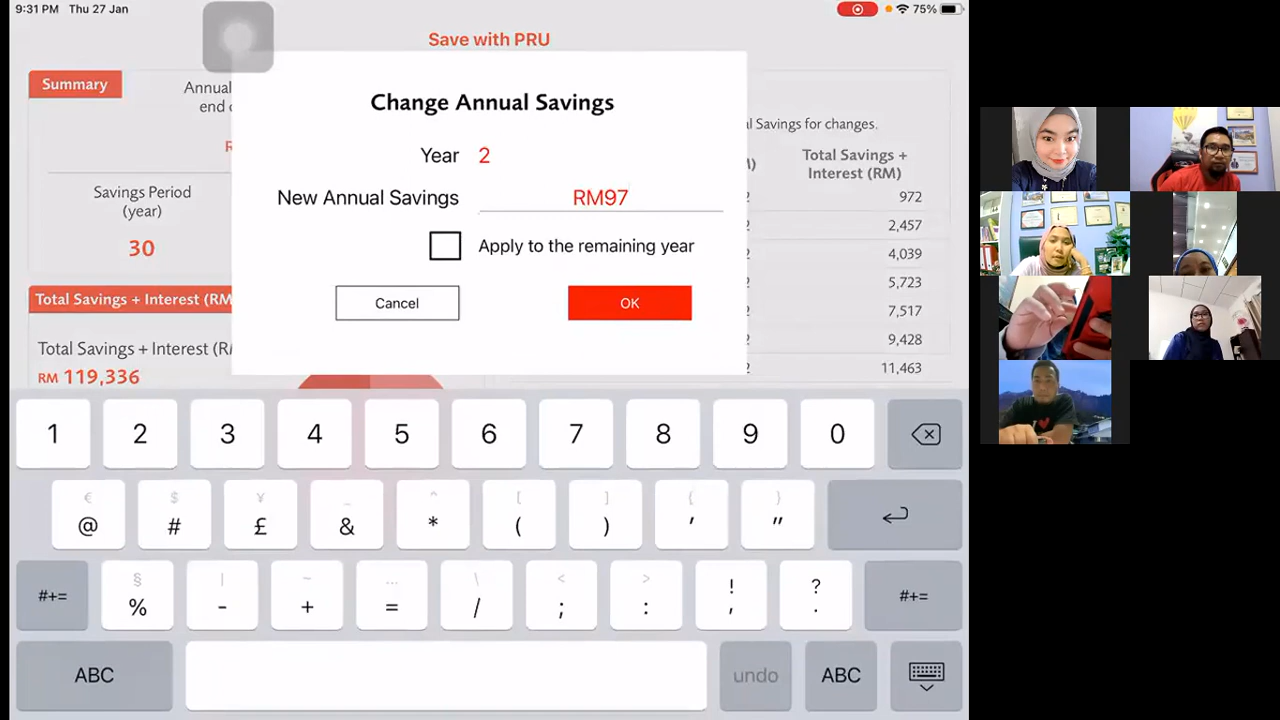 9:31 PM Thu 27 Jan
75%
Save with PRU
Summary
Annual
end
Savings Period
(year)
30
Total Savings + Interest (RM
Total Savings + Interest
RM 119,336
Change Annual Savings
Year 2
New Annual Savings RM97
Apply to the remaining year
Cancel OK
Savings for changes.
Total Savings +
Interest (RM)
972
2,457
4,039
5,723
7,517
9,428
11,463
1 2 3 4 5 6 7 8 9 0
€ $ ¥ _ ^ [ ] { }
@ # £ & * ( ) ' "
§ | ~ … \ < > ! ?
#+= % - + = / ; : , . #+=
ABC undo ABC